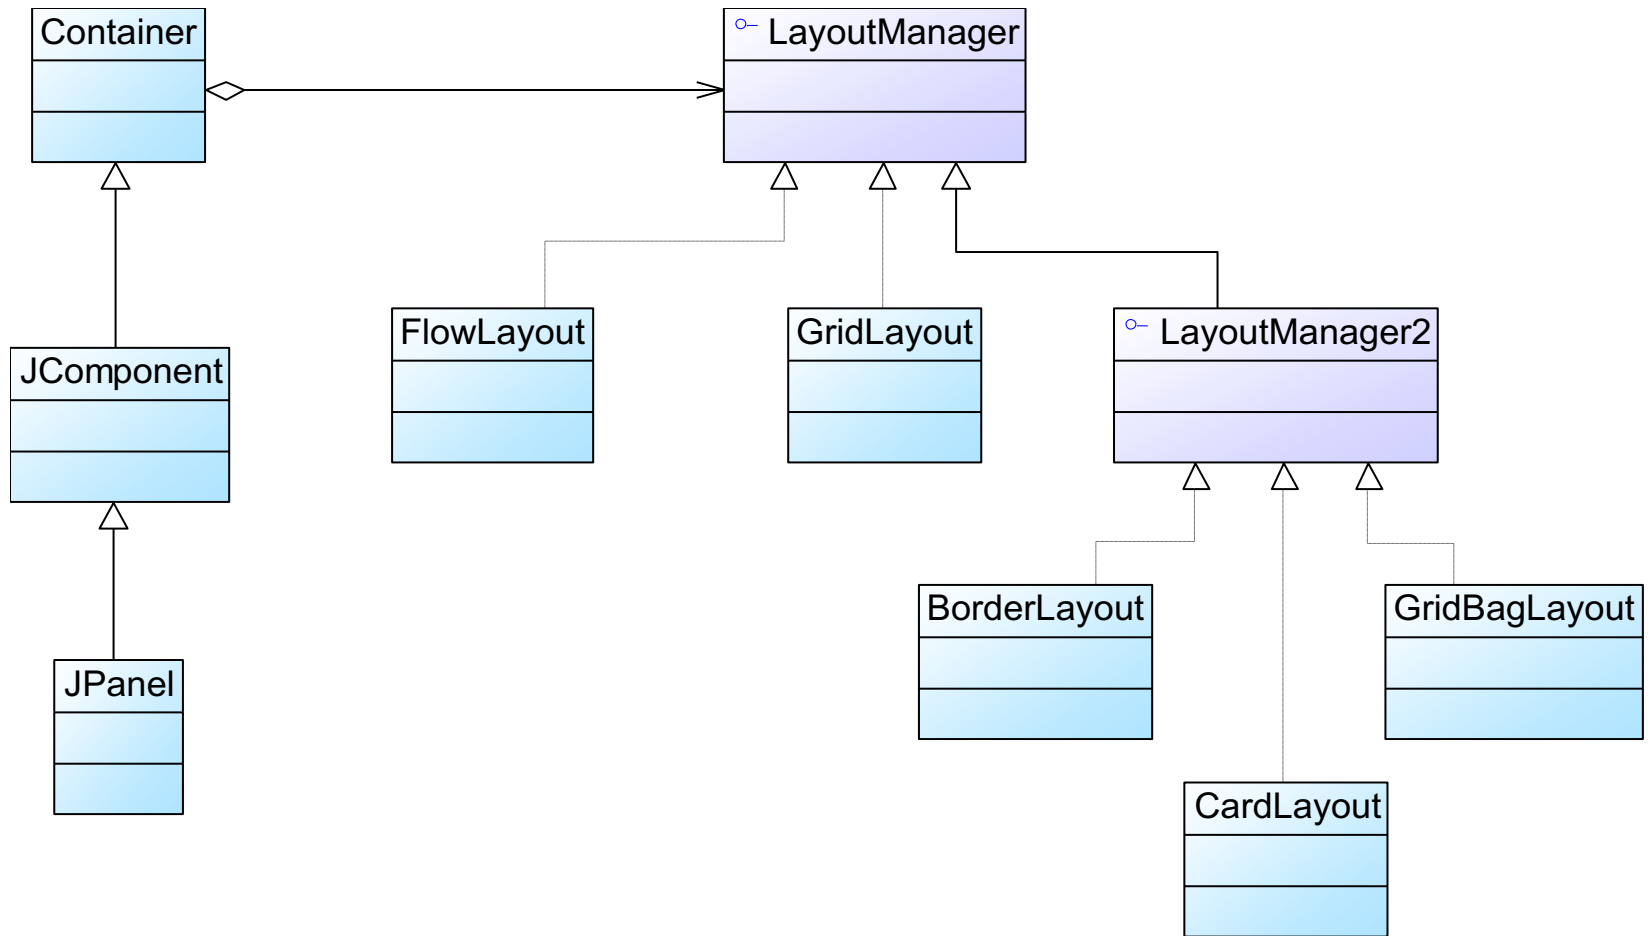 Container
LayoutManager
FlowLayout
GridLayout
LayoutManager2
JComponent
BorderLayout
GridBagLayout
JPanel
CardLayout